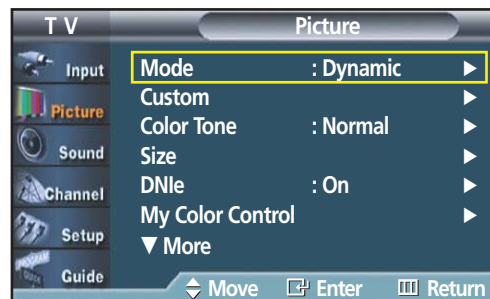 T V
Picture
Input
Picture
Sound
Channel
Setup
Guide
Mode : Dynamic ▶
Custom ▶
Color Tone : Normal ▶
Size ▶
DNIe : On ▶
My Color Control ▶
▼ More
Move Enter Return